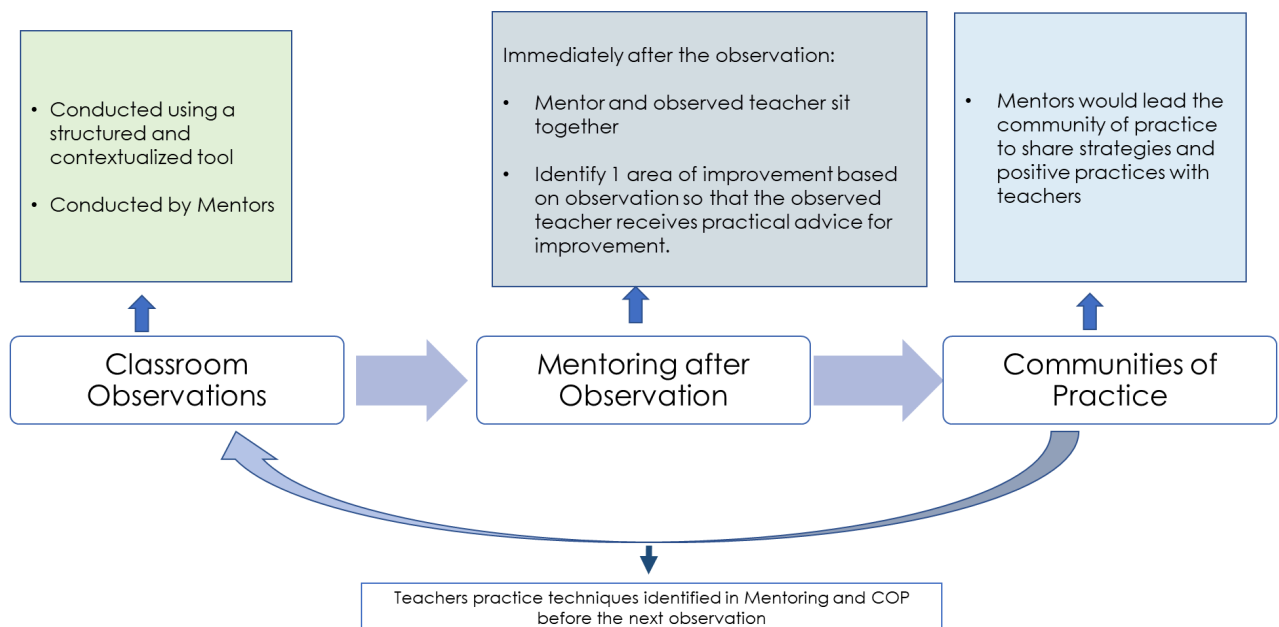 • Conducted using a
structured and
contextualized tool
• Conducted by Mentors
Immediately after the observation:
• Mentor and observed teacher sit
together
• Identify 1 area of improvement based
on observation so that the observed
teacher receives practical advice for
improvement.
• Mentors would lead the
community of practice
to share strategies and
positive practices with
teachers
Classroom
Observations
Mentoring after
Observation
Communities of
Practice
Teachers practice techniques identified in Mentoring and COP
before the next observation